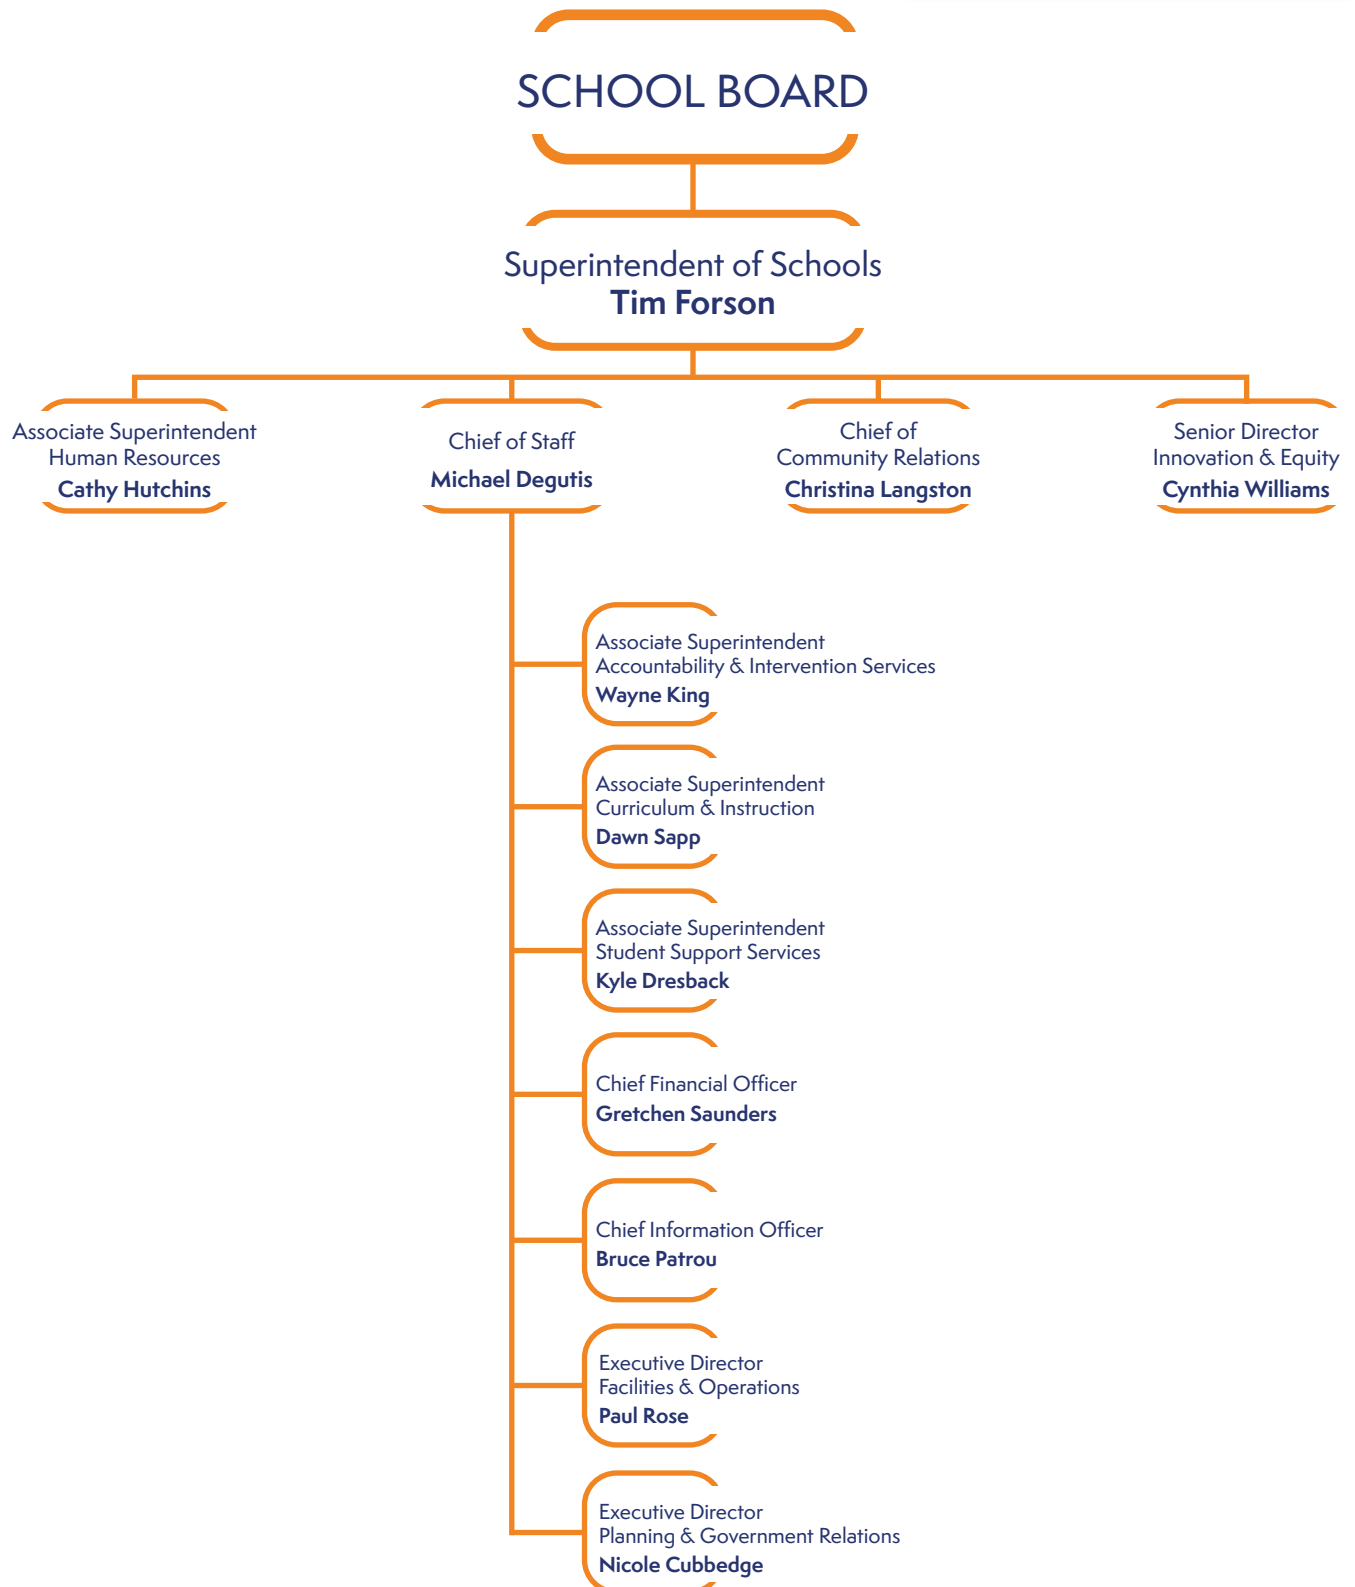 SCHOOL BOARD
Superintendent of Schools
Tim Forson
Associate Superintendent
Human Resources
Cathy Hutchins
Chief of Staff
Michael Degutis
Chief of
Community Relations
Christina Langston
Senior Director
Innovation & Equity
Cynthia Williams
Associate Superintendent
Accountability & Intervention Services
Wayne King
Associate Superintendent
Curriculum & Instruction
Dawn Sapp
Associate Superintendent
Student Support Services
Kyle Dresback
Chief Financial Officer
Gretchen Saunders
Chief Information Officer
Bruce Patrou
Executive Director
Facilities & Operations
Paul Rose
Executive Director
Planning & Government Relations
Nicole Cubbedge